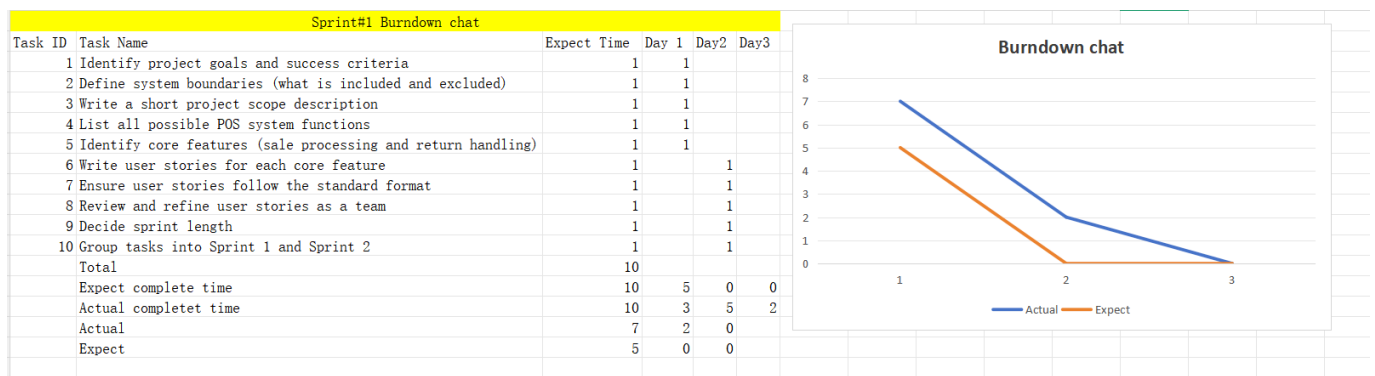 Sprint#1 Burndown chat
Task ID Task Name Expect Time Day 1 Day2 Day3
1 Identify project goals and success criteria 1 1
2 Define system boundaries (what is included and excluded) 1 1
3 Write a short project scope description 1 1
4 List all possible POS system functions 1 1
5 Identify core features (sale processing and return handling) 1 1
6 Write user stories for each core feature 1 1
7 Ensure user stories follow the standard format 1 1
8 Review and refine user stories as a team 1 1
9 Decide sprint length 1 1
10 Group tasks into Sprint 1 and Sprint 2 1 1
Total 10
Expect complete time 10 5 0 0
Actual completet time 10 3 5 2
Actual 7 2 0
Expect 5 0 0
Burndown chat
8
7
6
5
4
3
2
1
0
1 2 3
Actual Expect